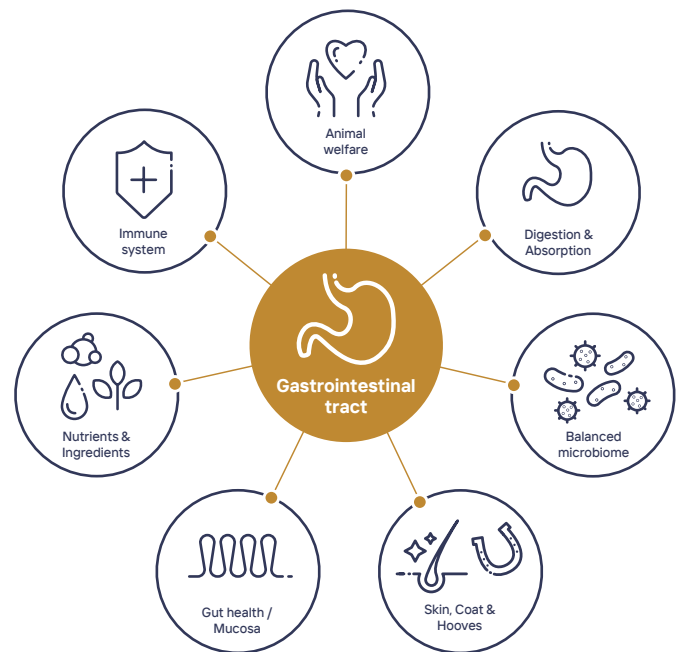 Animal
welfare
Immune
system
Digestion &
Absorption
Gastrointestinal
tract
Nutrients &
Ingredients
Balanced
microbiome
Gut health /
Mucosa
Skin, Coat &
Hooves